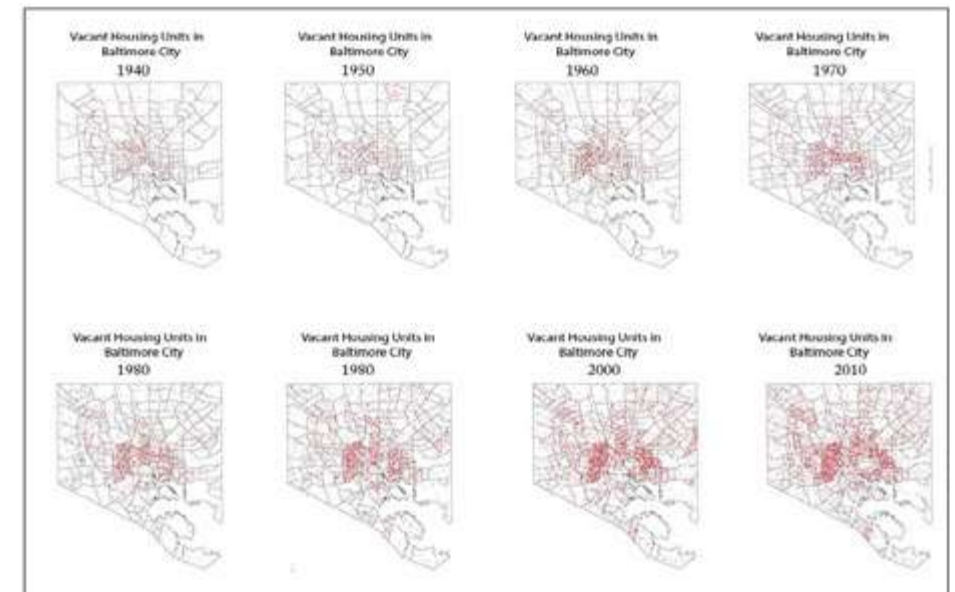 Vacant Housing Units in
Baltimore City
1940
Vacant Housing Units in
Baltimore City
1950
Vacant Housing Units in
Baltimore City
1960
Vacant Housing Units in
Baltimore City
1970
Vacant Housing Units in
Baltimore City
1980
Vacant Housing Units in
Baltimore City
1980
Vacant Housing Units in
Baltimore City
2000
Vacant Housing Units in
Baltimore City
2010